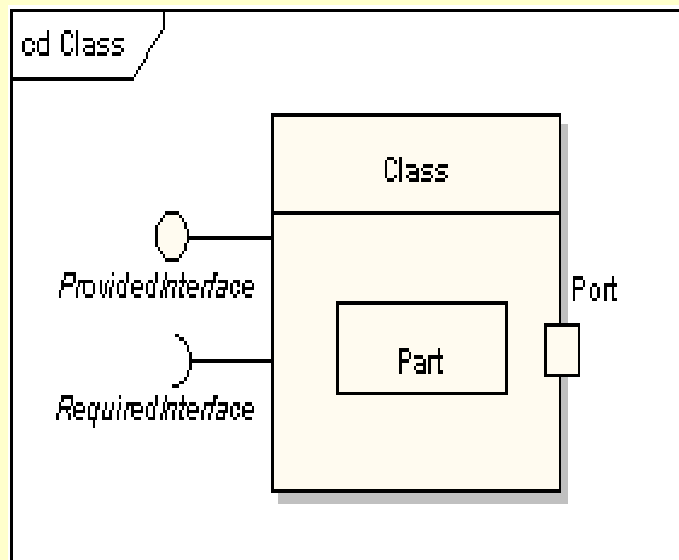 cd Class
Class
ProvidedInterface
Port
Part
RequiredInterface